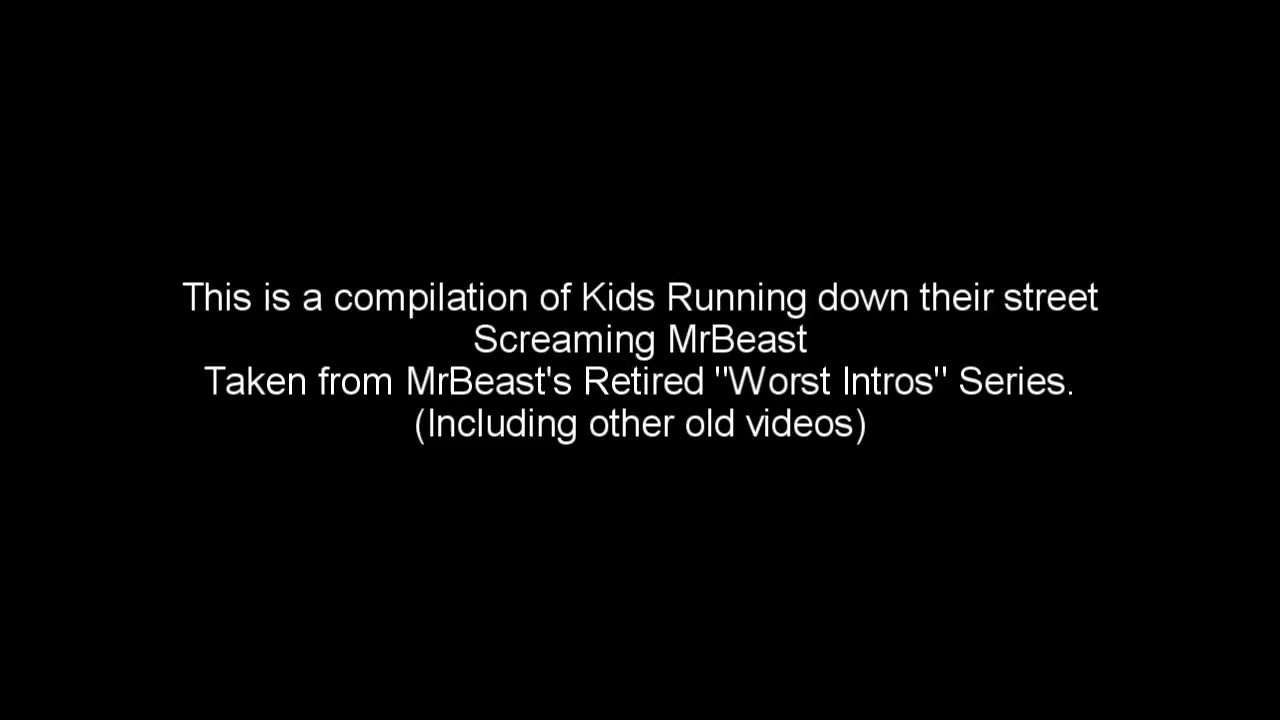 This is a compilation of Kids Running down their street
Screaming MrBeast
Taken from MrBeast's Retired "Worst Intros" Series.
(Including other old videos)